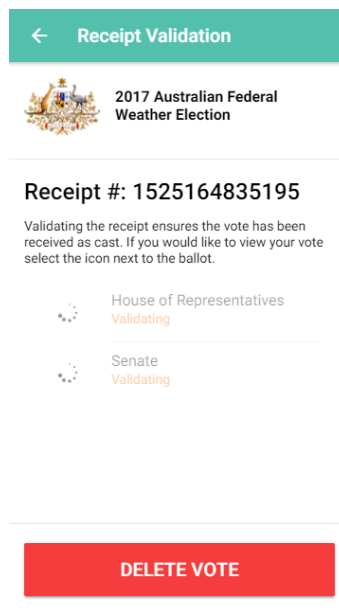 Receipt Validation
2017 Australian Federal
Weather Election
Receipt #: 1525164835195
Validating the receipt ensures the vote has been
received as cast. If you would like to view your vote
select the icon next to the ballot.
House of Representatives
Validating
Senate
Validating
DELETE VOTE